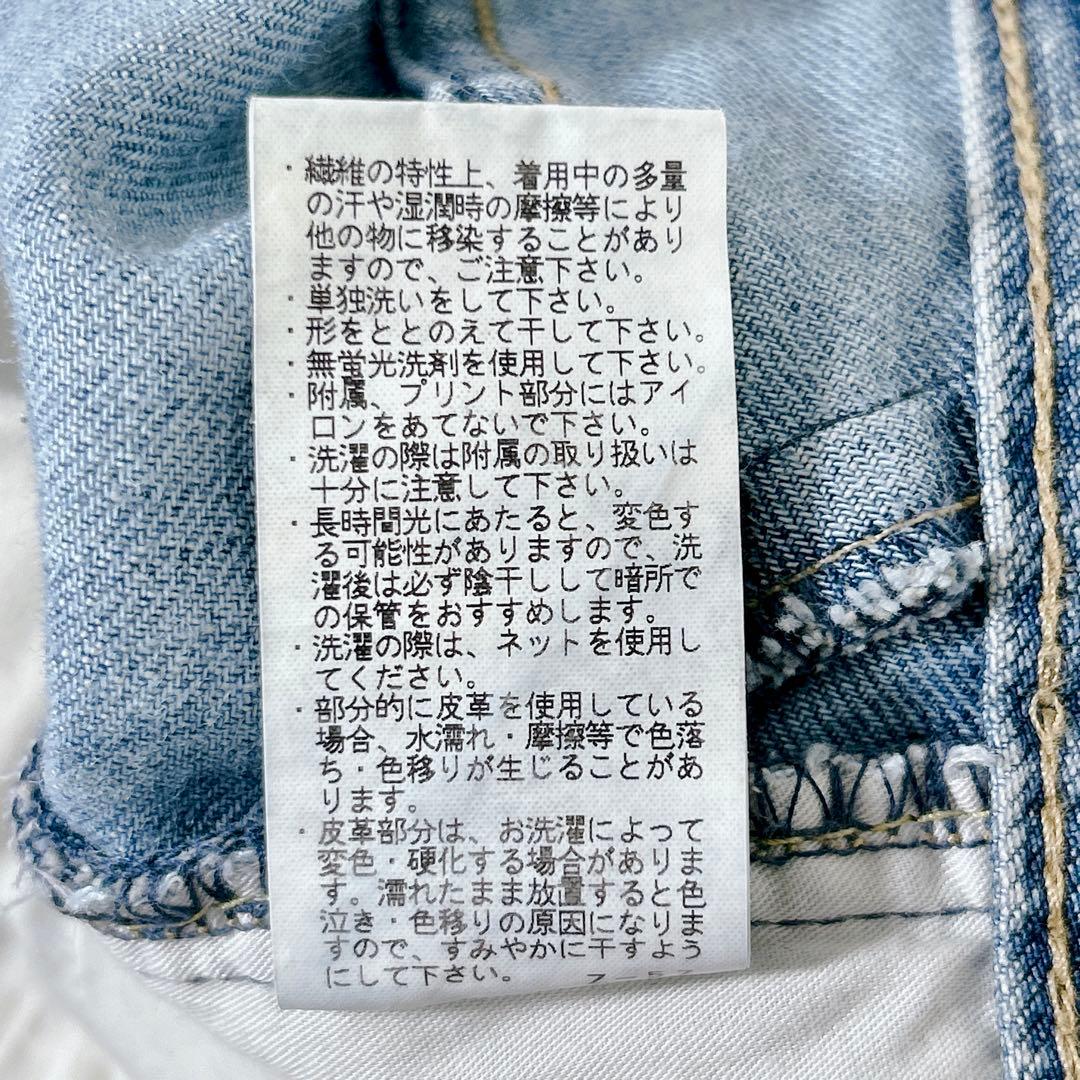 ・繊維の特性上、着用中の多量
の汗や湿潤時の摩擦等により
他の物に移染することがあり
ますので、ご注意下さい。
・単独洗いをして下さい。
・形をととのえて干して下さい。
・無蛍光洗剤を使用して下さい。
・附属、プリント部分にはアイ
ロンをあてないで下さい。
・洗濯の際は附属の取り扱いは
十分に注意して下さい。
・長時間光にあたると、変色す
る可能性がありますので、洗
濯後は必ず陰干しして暗所で
の保管をおすすめします。
・洗濯の際は、ネットを使用し
てください。
・部分的に皮革を使用している
場合、水濡れ・摩擦等で色落
ち・色移りが生じることがあ
ります。
・皮革部分は、お洗濯によって
変色・硬化する場合がありま
す。濡れたまま放置すると色
泣き・色移りの原因になりま
すので、すみやかに干すよう
にして下さい。